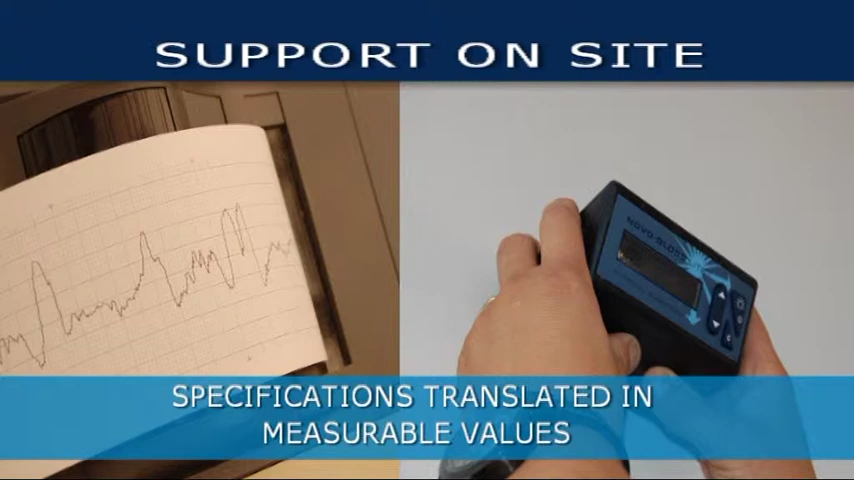 SUPPORT ON SITE
NOVO-GLOSS
SPECIFICATIONS TRANSLATED IN
MEASURABLE VALUES